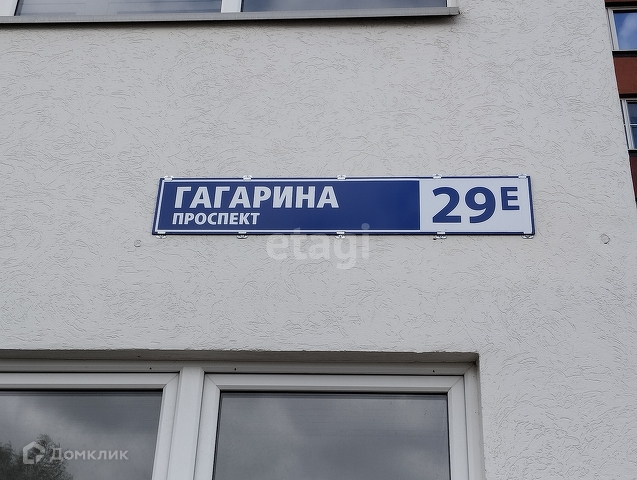 ГАГАРИНА
ПРОСПЕКТ
29Е
etagi
Домклик